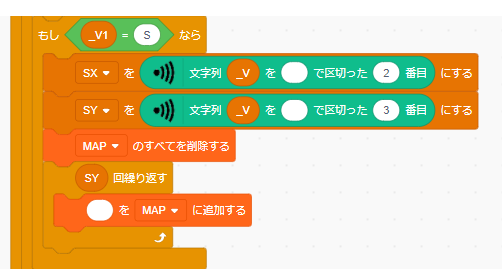 もし _V1 = S なら
SX を 文字列 _V を で区切った 2 番目 にする
SY を 文字列 _V を で区切った 3 番目 にする
MAP のすべてを削除する
SY 回繰り返す
を MAP に追加する